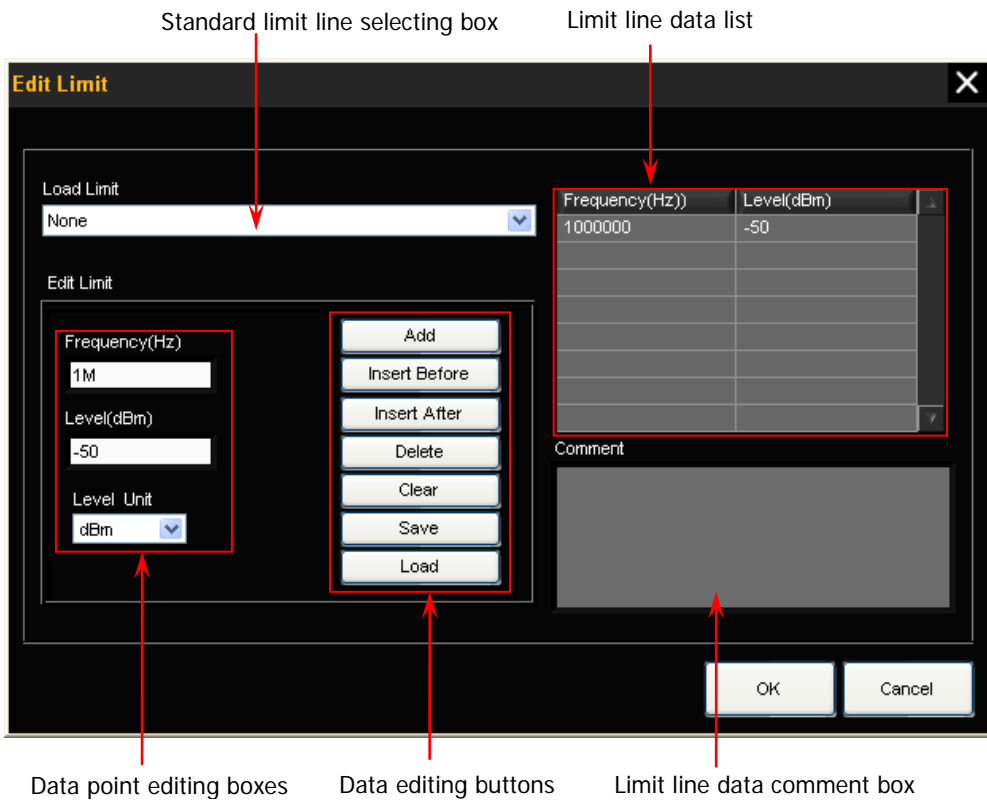 Standard limit line selecting box
Limit line data list
Edit Limit
Load Limit
None
Frequency(Hz))
Level(dBm)
1000000
-50
Edit Limit
Frequency(Hz)
1M
Level(dBm)
-50
Level Unit
dBm
Add
Insert Before
Insert After
Delete
Clear
Save
Load
Comment
OK
Cancel
Data point editing boxes
Data editing buttons
Limit line data comment box